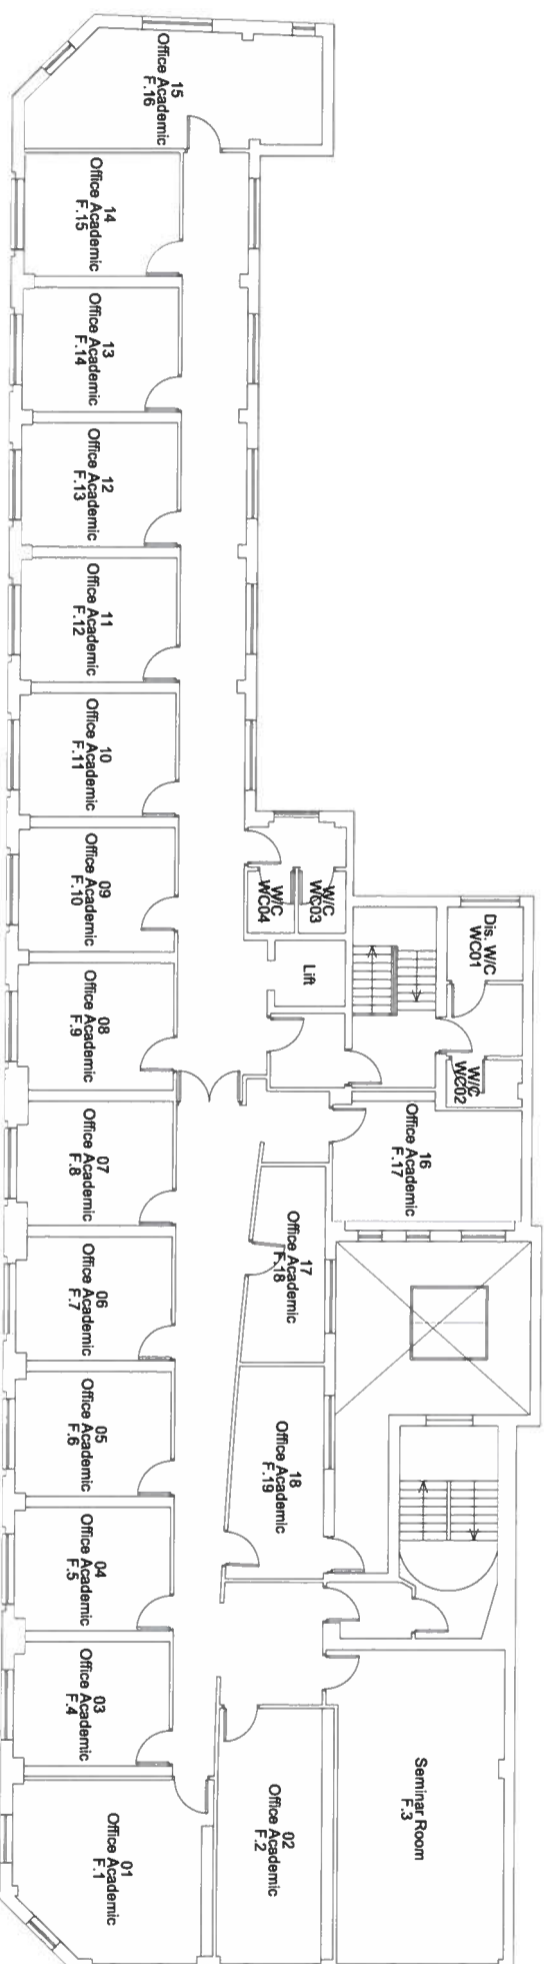 15
Office Academic
F.16
14
Office Academic
F.15
13
Office Academic
F.14
12
Office Academic
F.13
11
Office Academic
F.12
10
Office Academic
F.11
09
Office Academic
F.10
08
Office Academic
F.9
07
Office Academic
F.8
06
Office Academic
F.7
05
Office Academic
F.6
04
Office Academic
F.5
03
Office Academic
F.4
01
Office Academic
F.1
02
Office Academic
F.2
Seminar Room
F.3
18
Office Academic
F.19
17
Office Academic
F.18
16
Office Academic
F.17
W/C
WC03
W/C
WC04
Lift
Dis. W/C
WC01
W/C
WC02